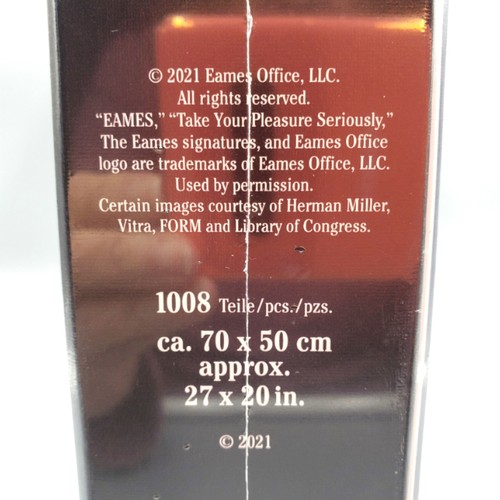 © 2021 Eames Office, LLC.
All rights reserved.
“EAMES,” “Take Your Pleasure Seriously,”
The Eames signatures, and Eames Office
logo are trademarks of Eames Office, LLC.
Used by permission.
Certain images courtesy of Herman Miller,
Vitra, FORM and Library of Congress.
1008 Teile/pcs./pzs.
ca. 70 x 50 cm
approx.
27 x 20 in.
© 2021